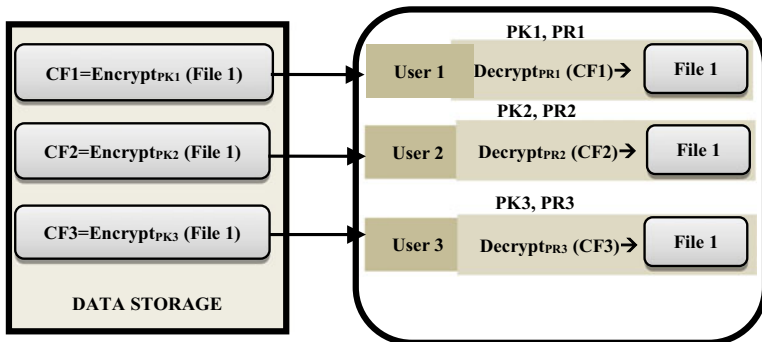 CF1=EncryptPK1 (File 1)
CF2=EncryptPK2 (File 1)
CF3=EncryptPK3 (File 1)
DATA STORAGE
PK1, PR1
User 1 DecryptPR1 (CF1)→ File 1
PK2, PR2
User 2 DecryptPR2 (CF2)→ File 1
PK3, PR3
User 3 DecryptPR3 (CF3)→ File 1